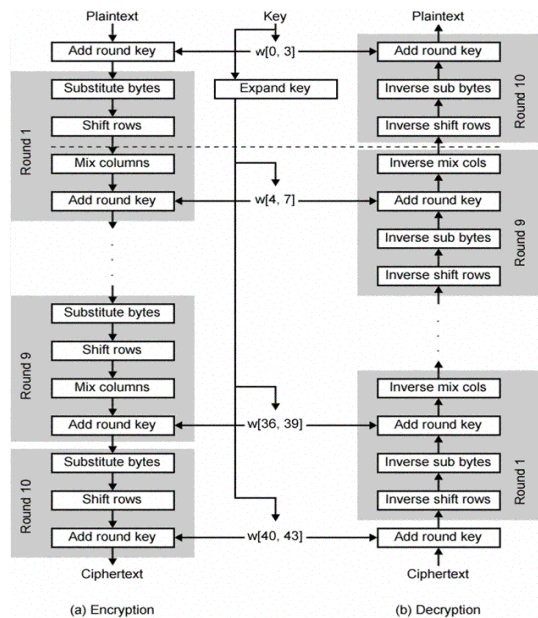 Plaintext
Key
Plaintext
Add round key
w[0, 3]
Add round key
Substitute bytes
Expand key
Inverse sub bytes
Shift rows
Inverse shift rows
Round 1
Round 10
Mix columns
Inverse mix cols
Add round key
w[4, 7]
Add round key
Inverse sub bytes
Inverse shift rows
Round 9
Substitute bytes
Shift rows
Mix columns
Inverse mix cols
Add round key
w[36, 39]
Add round key
Round 9
Substitute bytes
Inverse sub bytes
Shift rows
Inverse shift rows
Round 1
Add round key
w[40, 43]
Add round key
Round 10
Ciphertext
Ciphertext
(a) Encryption
(b) Decryption